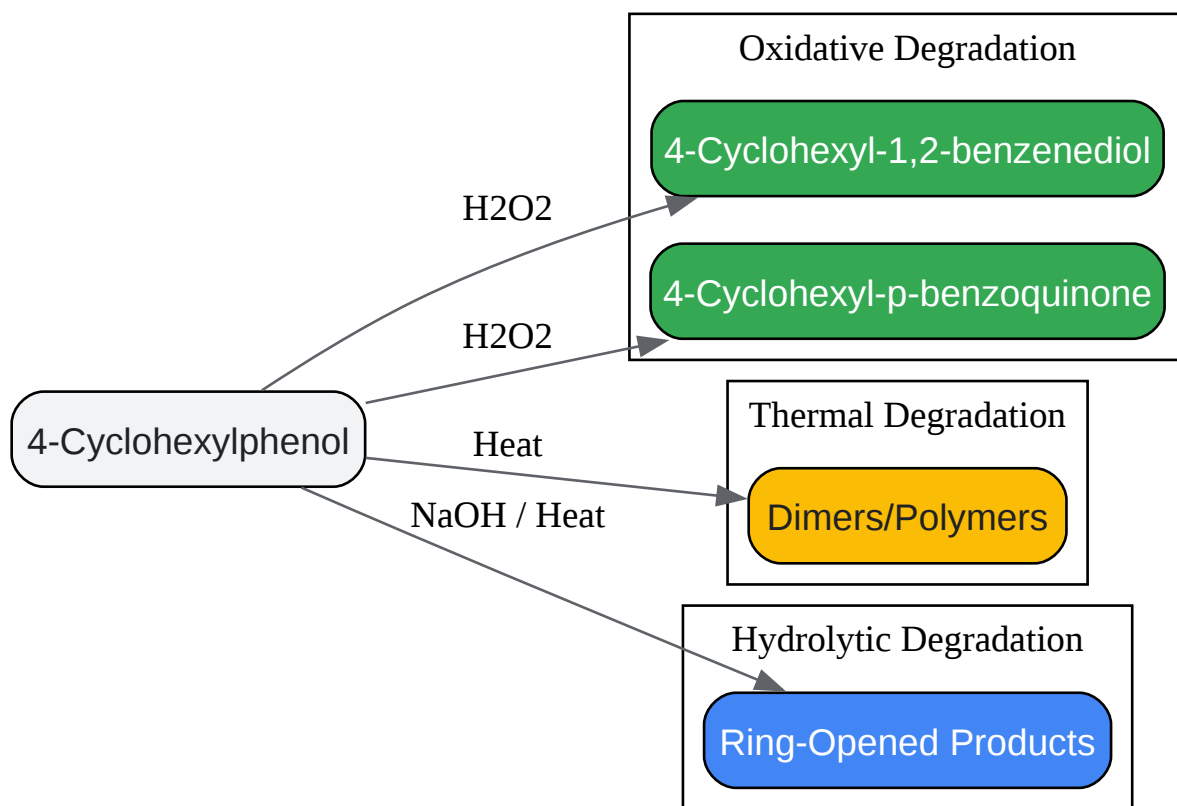 Oxidative Degradation
4-Cyclohexyl-1,2-benzenediol
H2O2
4-Cyclohexyl-p-benzoquinone
H2O2
4-Cyclohexylphenol
Thermal Degradation
Heat
Dimers/Polymers
NaOH / Heat
Hydrolytic Degradation
Ring-Opened Products